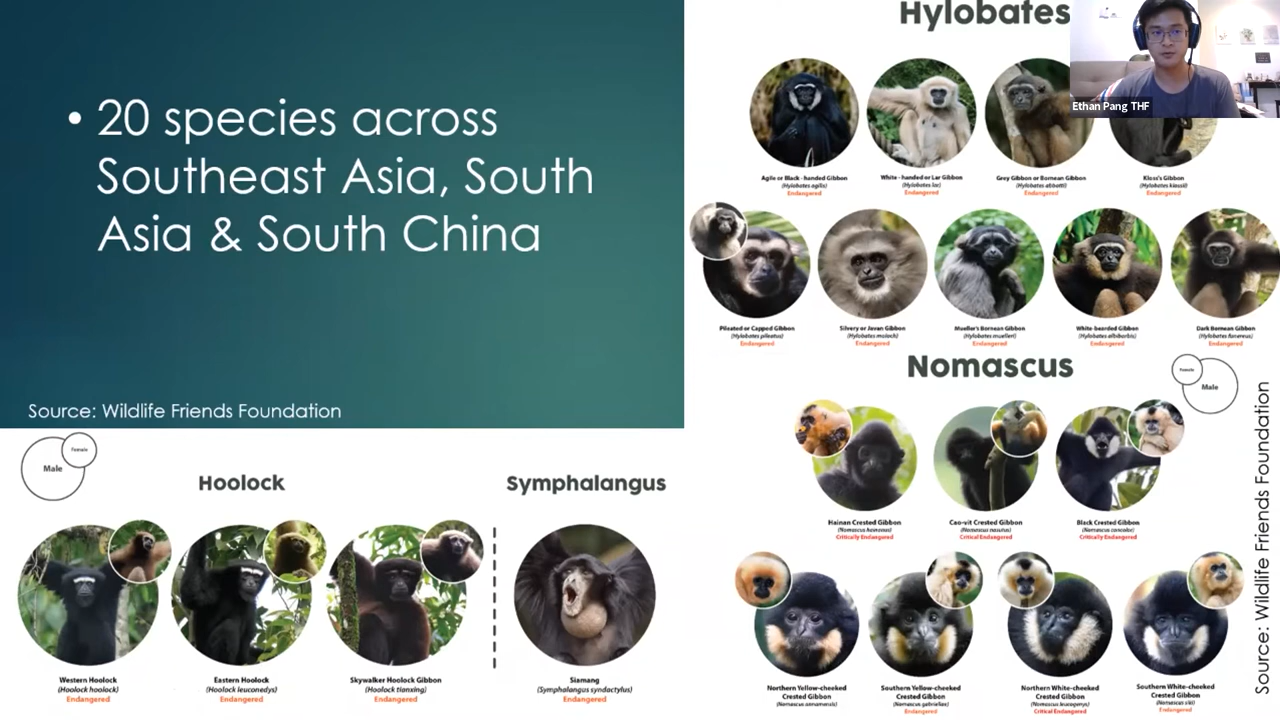 • 20 species across
Southeast Asia, South
Asia & South China
Source: Wildlife Friends Foundation
Male
Female
Hoolock
Symphalangus
Western Hoolock
(Hoolock hoolock)
Endangered
Eastern Hoolock
(Hoolock leuconedys)
Endangered
Skywalker Hoolock Gibbon
(Hoolock tianxing)
Endangered
Siamang
(Symphalangus syndactylus)
Endangered
Hylobates
Ethan Pang THF
Agile or Black - handed Gibbon
(Hylobates agilis)
Endangered
White - handed or Lar Gibbon
(Hylobates lar)
Endangered
Grey Gibbon or Bornean Gibbon
(Hylobates abbotti)
Endangered
Kloss's Gibbon
(Hylobates klossii)
Endangered
Pileated or Capped Gibbon
(Hylobates pileatus)
Endangered
Silvery or Javan Gibbon
(Hylobates moloch)
Endangered
Mueller's Bornean Gibbon
(Hylobates muelleri)
Endangered
White-bearded Gibbon
(Hylobates albibarbis)
Endangered
Dark Bornean Gibbon
(Hylobates funereus)
Endangered
Nomascus
Female
Male
Hainan Crested Gibbon
(Nomascus hainanus)
Critically Endangered
Cao-vit Crested Gibbon
(Nomascus nasutus)
Critical Endangered
Black Crested Gibbon
(Nomascus concolor)
Critically Endangered
Northern Yellow-cheeked
Crested Gibbon
(Nomascus annamensis)
Endangered
Southern Yellow-cheeked
Crested Gibbon
(Nomascus gabriellae)
Endangered
Northern White-cheeked
Crested Gibbon
(Nomascus leucogenys)
Critical Endangered
Southern White-cheeked
Crested Gibbon
(Nomascus siki)
Endangered
Source: Wildlife Friends Foundation